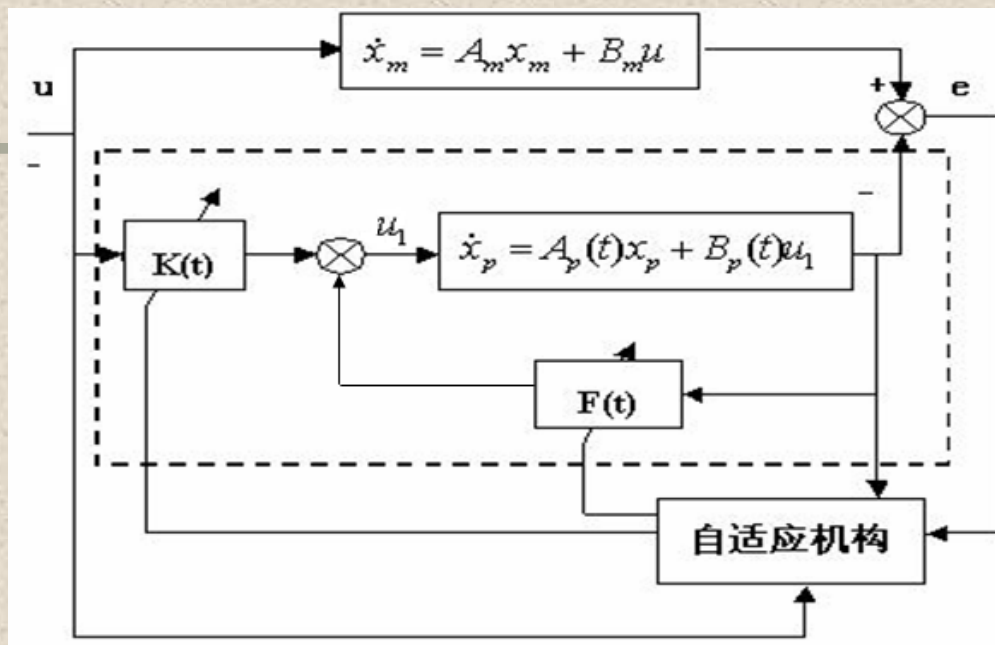 ẋₘ = Aₘxₘ + Bₘu
u
+
e
-
-
K(t)
u₁
ẋₚ = Aₚ(t)xₚ + Bₚ(t)u₁
F(t)
自适应机构